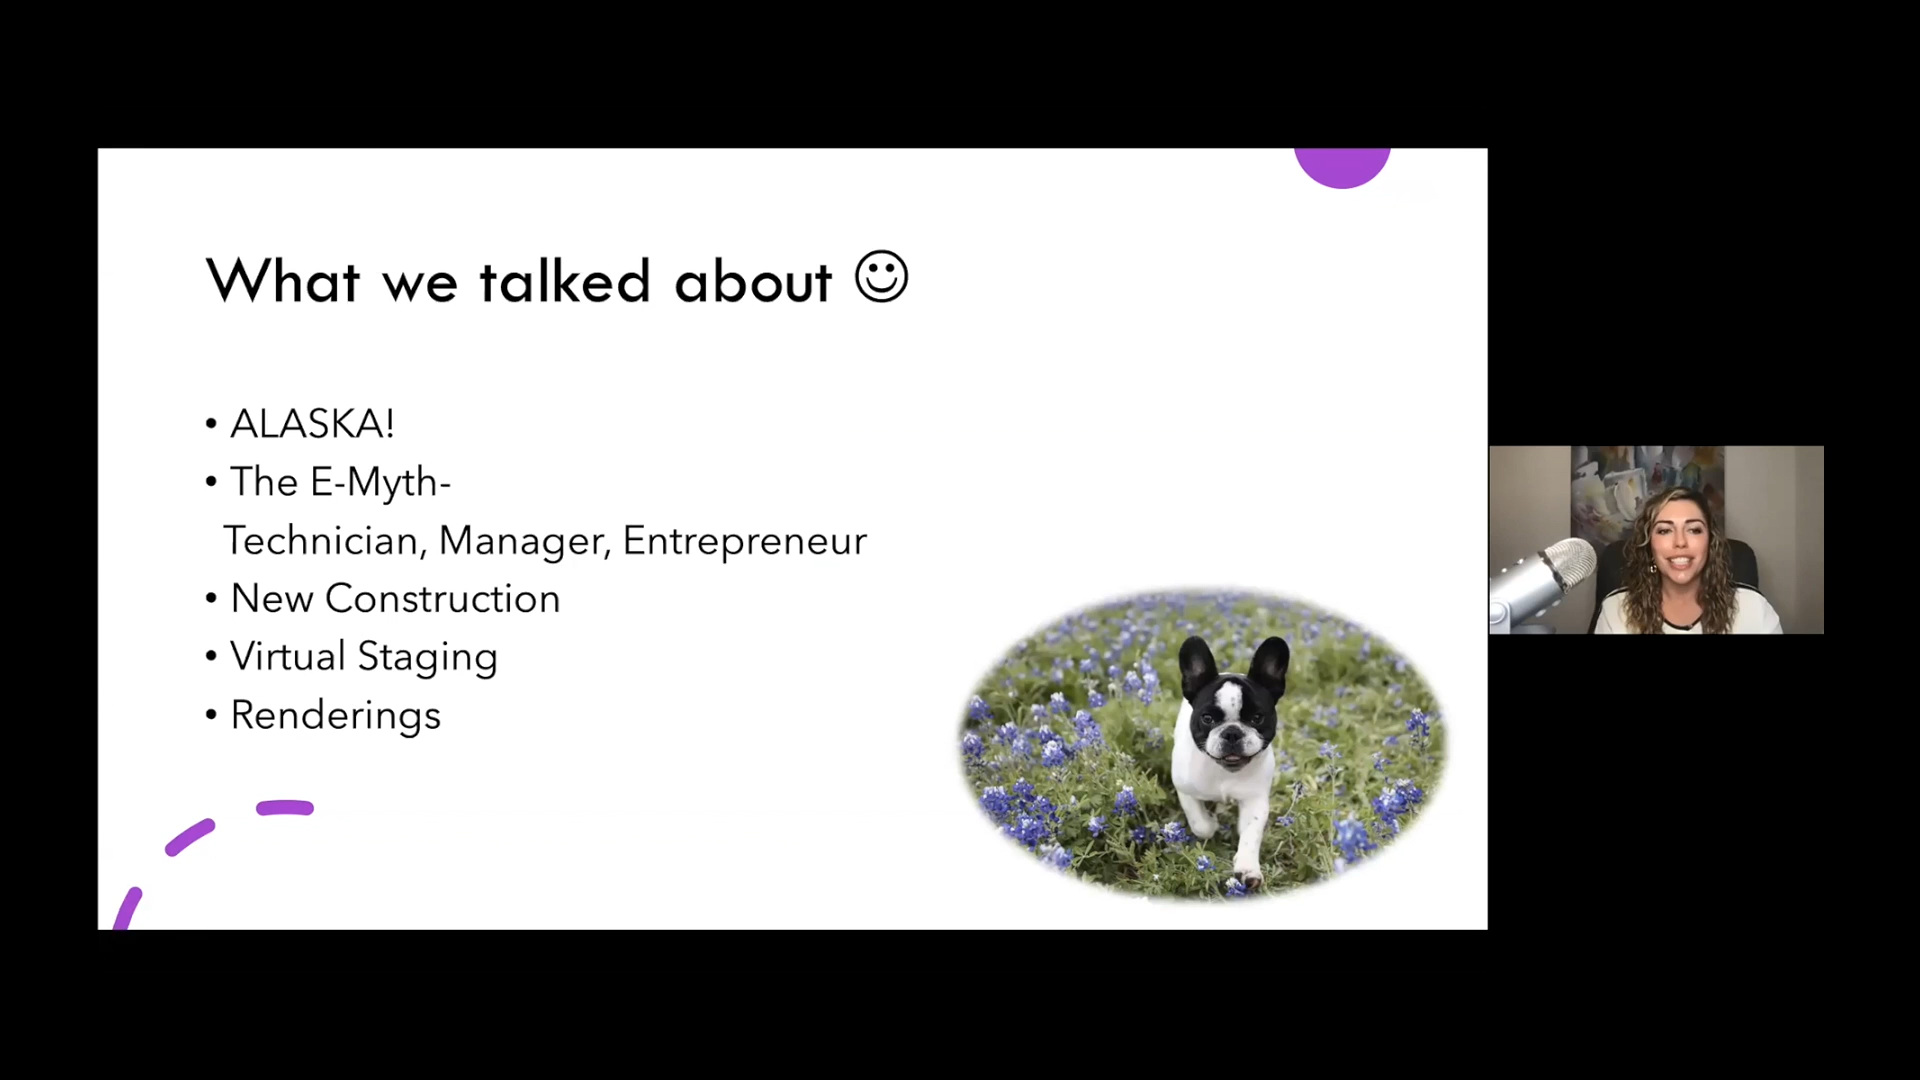 What we talked about ☺
• ALASKA!
• The E-Myth-
Technician, Manager, Entrepreneur
• New Construction
• Virtual Staging
• Renderings